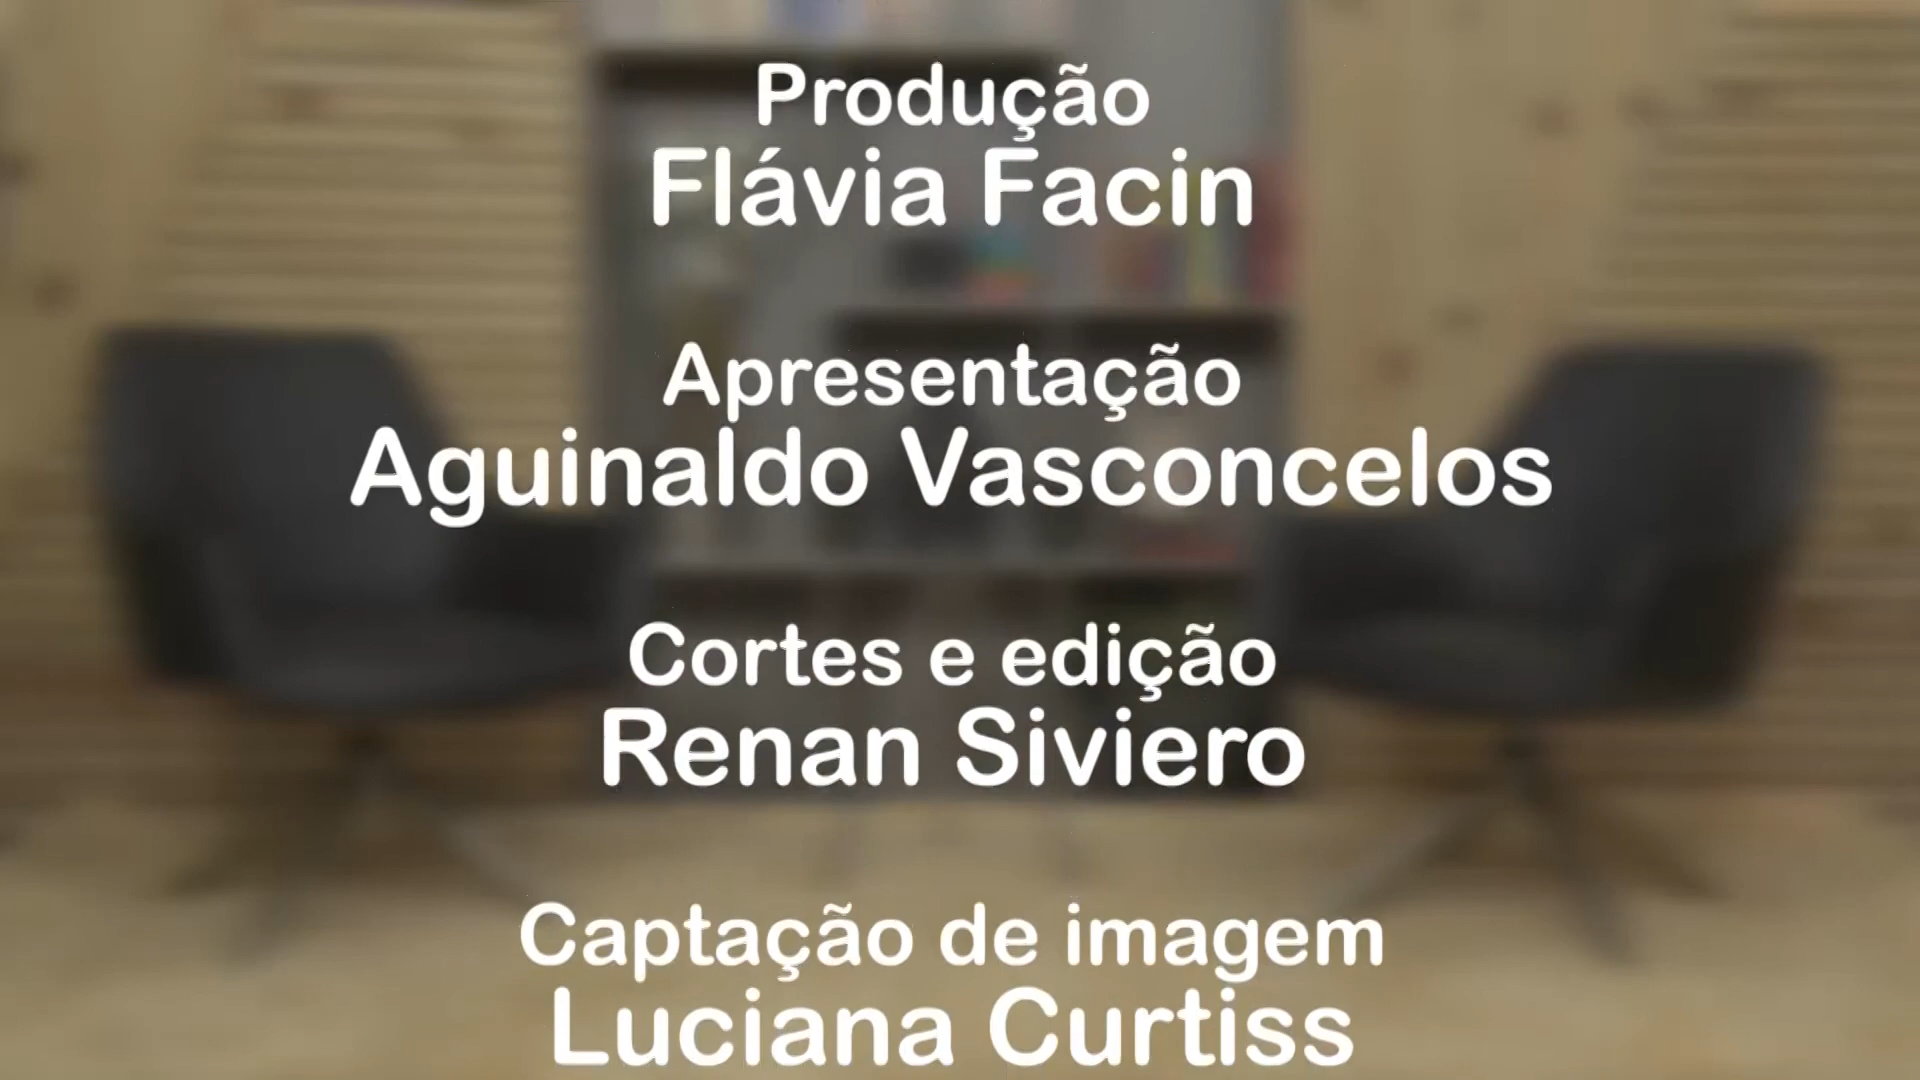 Produção
Flávia Facin
Apresentação
Aguinaldo Vasconcelos
Cortes e edição
Renan Siviero
Captação de imagem
Luciana Curtiss